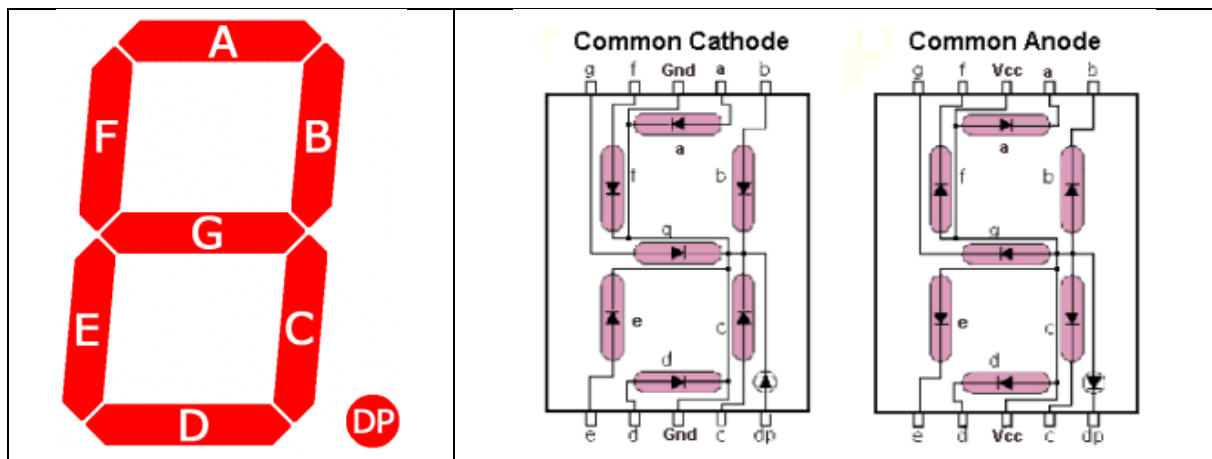 A
F
B
G
E
C
D
DP
Common Cathode
g f Gnd a b
a
f b
g
e c
d
e d Gnd c dp
Common Anode
g f Vcc a b
a
f b
g
e c
d
e d Vcc c dp